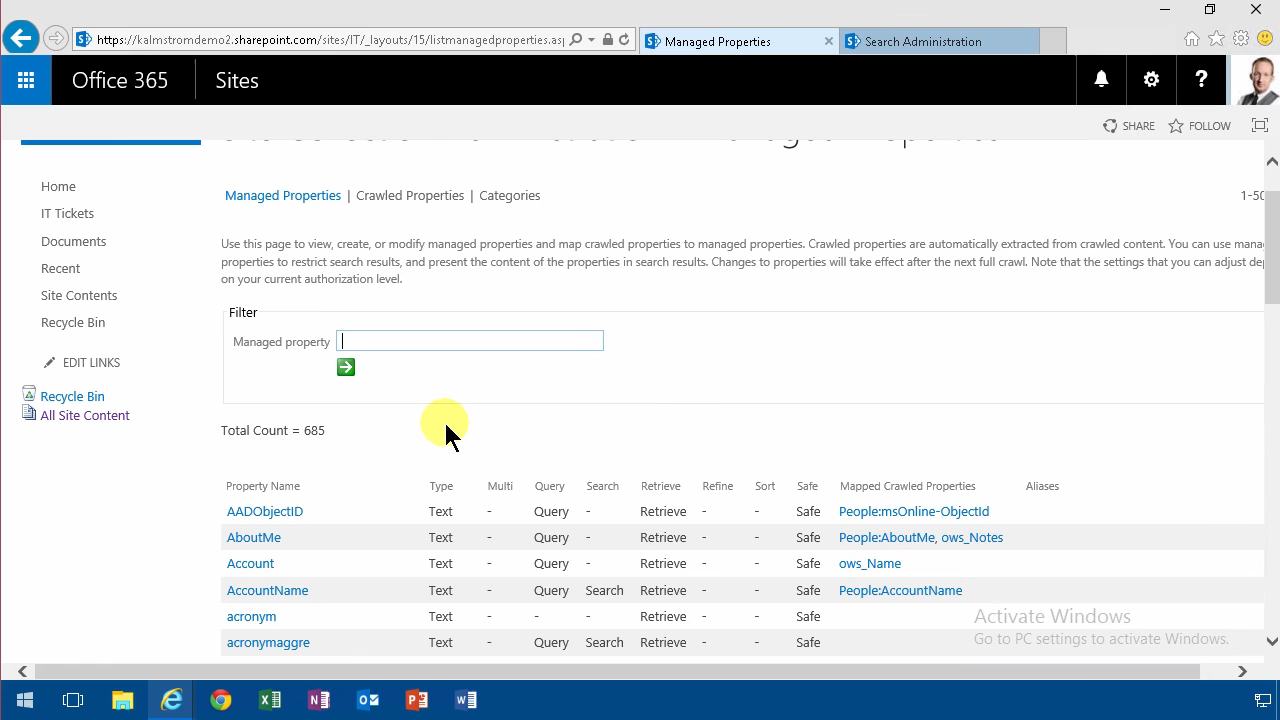 https://kalmstromdemo2.sharepoint.com/sites/IT/_layouts/15/listmanagedproperties.as
Managed Properties
Search Administration
Office 365
Sites
?
SHARE
FOLLOW
Home
IT Tickets
Documents
Recent
Site Contents
Recycle Bin
EDIT LINKS
Recycle Bin
All Site Content
Managed Properties | Crawled Properties | Categories
1-50
Use this page to view, create, or modify managed properties and map crawled properties to managed properties. Crawled properties are automatically extracted from crawled content. You can use mana
properties to restrict search results, and present the content of the properties in search results. Changes to properties will take effect after the next full crawl. Note that the settings that you can adjust de
on your current authorization level.
Filter
Managed property
Total Count = 685
Property Name Type Multi Query Search Retrieve Refine Sort Safe Mapped Crawled Properties Aliases
AADObjectID Text - Query - Retrieve - - Safe People:msOnline-ObjectId
AboutMe Text - Query - Retrieve - - Safe People:AboutMe, ows_Notes
Account Text - Query - Retrieve - - Safe ows_Name
AccountName Text - Query Search Retrieve - - Safe People:AccountName
acronym Text - - - Retrieve - - Safe
acronymaggre Text - Query Search Retrieve - - Safe
Activate Windows
Go to PC settings to activate Windows.